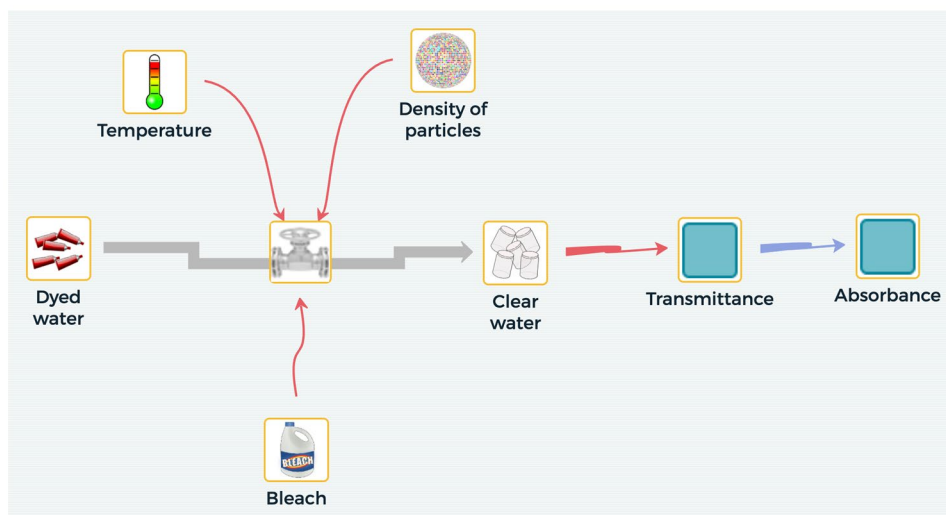 Density of
particles
Temperature
Dyed
water
Clear
water
Transmittance
Absorbance
BLEACH
Bleach